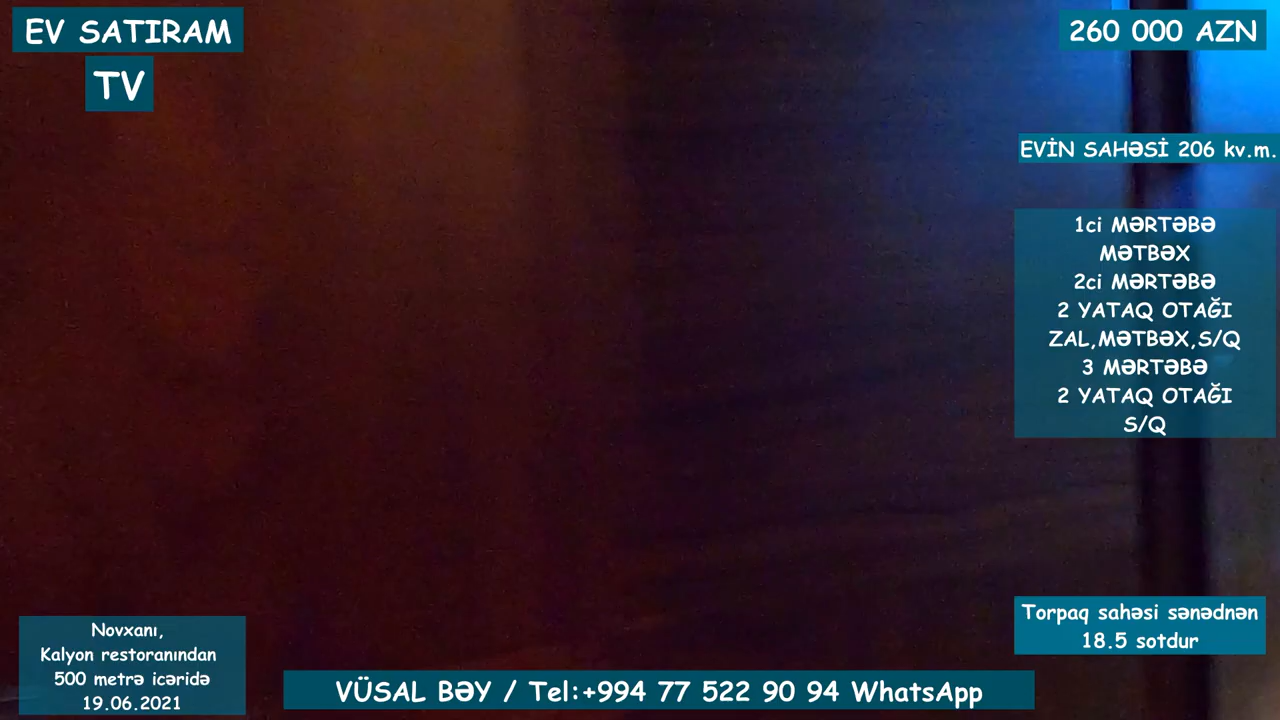 EV SATIRAM
TV
260 000 AZN
EVİN SAHƏSİ 206 kv.m.
1ci MƏRTƏBƏ
MƏTBƏX
2ci MƏRTƏBƏ
2 YATAQ OTAĞI
ZAL,MƏTBƏX,S/Q
3 MƏRTƏBƏ
2 YATAQ OTAĞI
S/Q
Torpaq sahəsi sənədnən
18.5 sotdur
Novxanı,
Kalyon restoranından
500 metrə icəridə
19.06.2021
VÜSAL BƏY / Tel:+994 77 522 90 94 WhatsApp